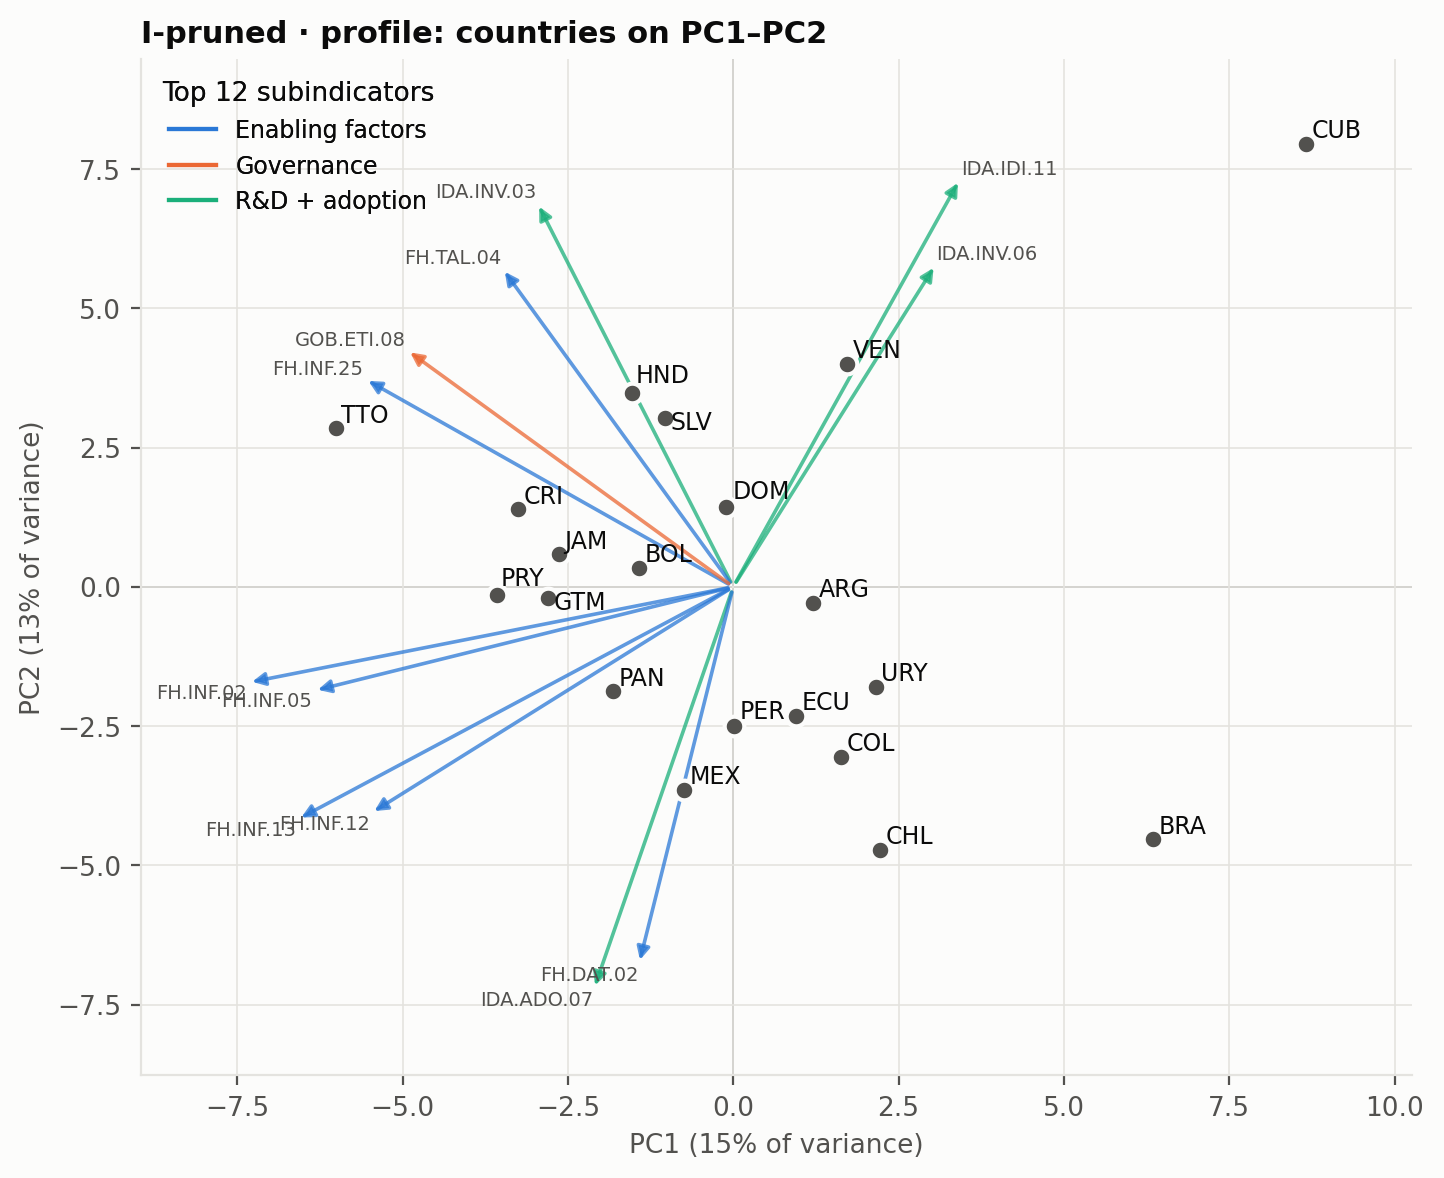 I-pruned · profile: countries on PC1–PC2
Top 12 subindicators
Enabling factors
Governance
R&D + adoption
CUB
IDA.IDI.11
IDA.INV.03
IDA.INV.06
FH.TAL.04
GOB.ETI.08
VEN
FH.INF.25
HND
TTO
SLV
CRI
DOM
JAM
BOL
PRY
GTM
ARG
FH.INF.02
FH.INF.05
PAN
URY
PER
ECU
COL
MEX
FH.INF.13
FH.INF.12
CHL
BRA
FH.DAT.02
IDA.ADO.07
7.5
5.0
2.5
0.0
−2.5
−5.0
−7.5
PC2 (13% of variance)
−7.5
−5.0
−2.5
0.0
2.5
5.0
7.5
10.0
PC1 (15% of variance)